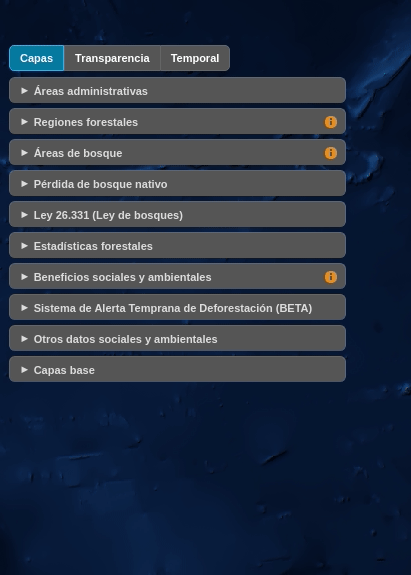 Capas Transparencia Temporal
Áreas administrativas
Regiones forestales
Áreas de bosque
Pérdida de bosque nativo
Ley 26.331 (Ley de bosques)
Estadísticas forestales
Beneficios sociales y ambientales
Sistema de Alerta Temprana de Deforestación (BETA)
Otros datos sociales y ambientales
Capas base